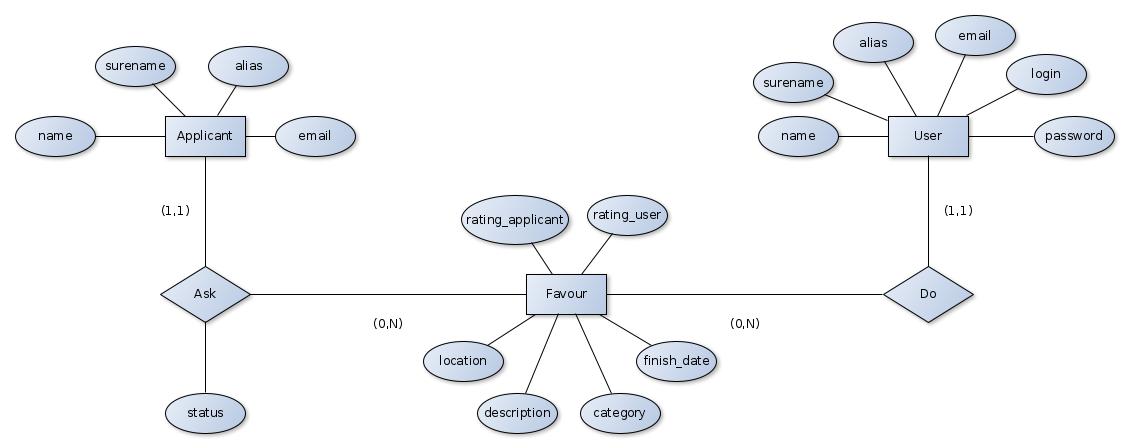 surename
alias
name
Applicant
email
(1,1)
Ask
status
(0,N)
rating_applicant
rating_user
Favour
location
finish_date
description
category
(0,N)
alias
email
surename
login
name
User
password
(1,1)
Do